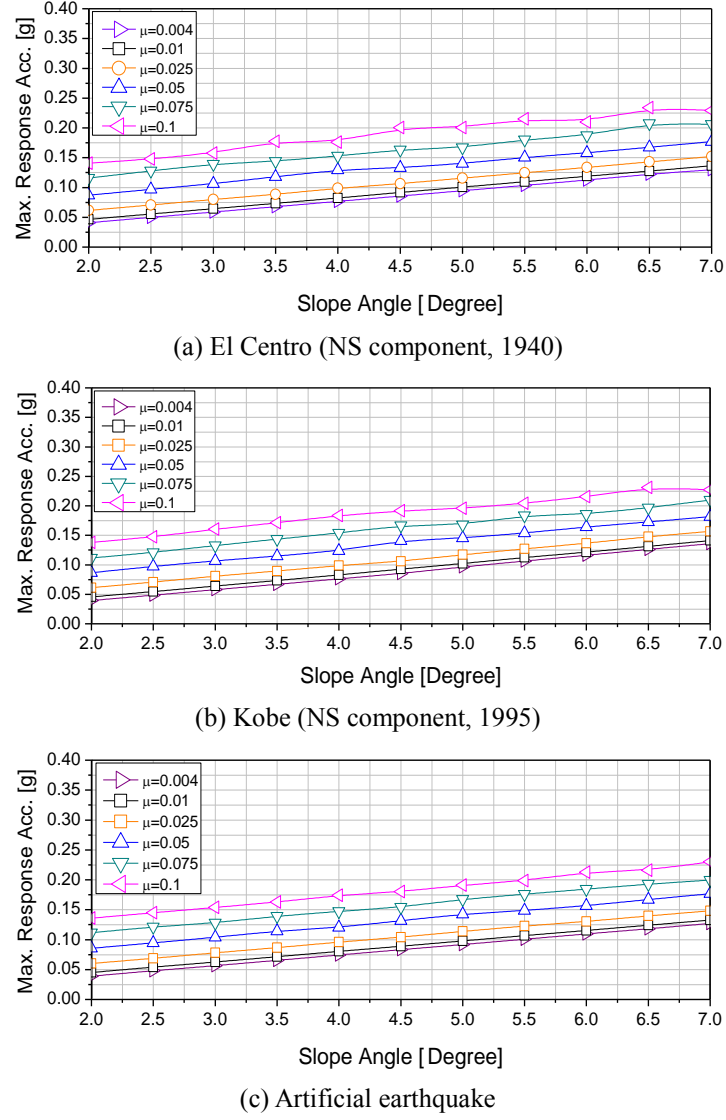 0.40
0.35
0.30
0.25
0.20
0.15
0.10
0.05
0.00
Max. Response Acc. [g]
μ=0.004
μ=0.01
μ=0.025
μ=0.05
μ=0.075
μ=0.1
2.0 2.5 3.0 3.5 4.0 4.5 5.0 5.5 6.0 6.5 7.0
Slope Angle [ Degree]
(a) El Centro (NS component, 1940)
0.40
0.35
0.30
0.25
0.20
0.15
0.10
0.05
0.00
Max. Response Acc. [g]
μ=0.004
μ=0.01
μ=0.025
μ=0.05
μ=0.075
μ=0.1
2.0 2.5 3.0 3.5 4.0 4.5 5.0 5.5 6.0 6.5 7.0
Slope Angle [Degree]
(b) Kobe (NS component, 1995)
0.40
0.35
0.30
0.25
0.20
0.15
0.10
0.05
0.00
Max. Response Acc. [g]
μ=0.004
μ=0.01
μ=0.025
μ=0.05
μ=0.075
μ=0.1
2.0 2.5 3.0 3.5 4.0 4.5 5.0 5.5 6.0 6.5 7.0
Slope Angle [ Degree]
(c) Artificial earthquake